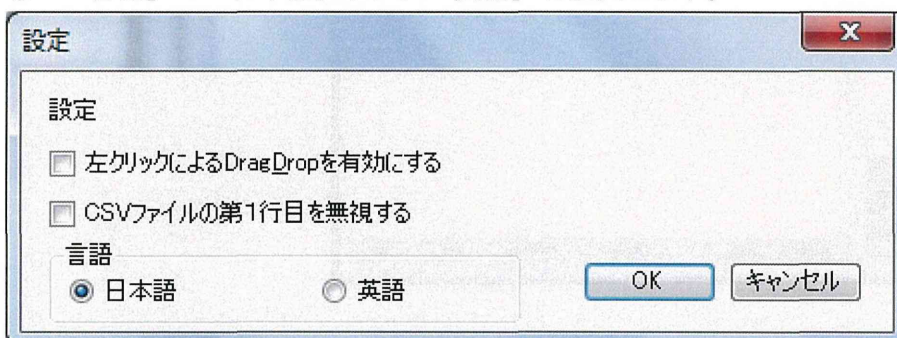 設定
設定
左クリックによるDragDropを有効にする
CSVファイルの第1行目を無視する
言語
日本語 英語
OK キャンセル